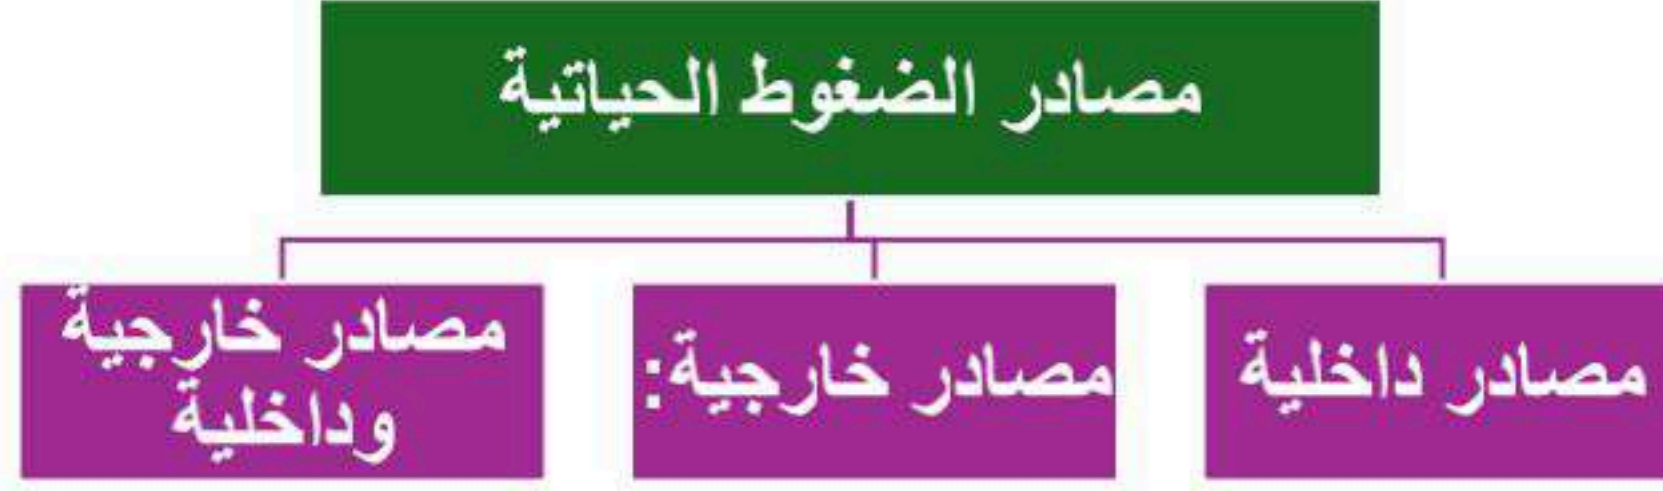 مصادر الضغوط الحياتية
مصادر داخلية
مصادر خارجية:
مصادر خارجية
وداخلية